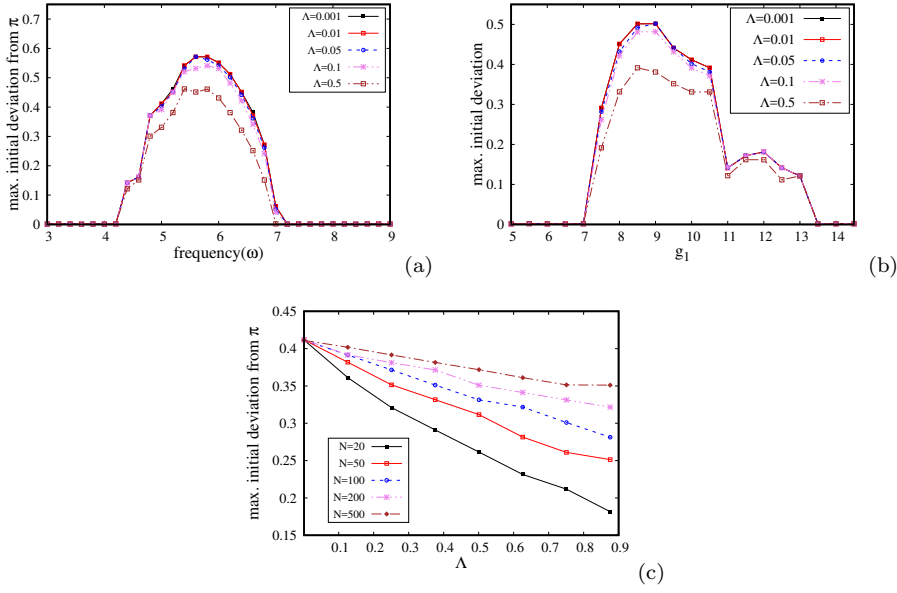 max. initial deviation from π
0.7
0.6
0.5
0.4
0.3
0.2
0.1
0
3 4 5 6 7 8 9
frequency(ω)
Λ=0.001
Λ=0.01
Λ=0.05
Λ=0.1
Λ=0.5
(a)
max. initial deviation
0.5
0.4
0.3
0.2
0.1
0
5 6 7 8 9 10 11 12 13 14
g1
Λ=0.001
Λ=0.01
Λ=0.05
Λ=0.1
Λ=0.5
(b)
max. initial deviation from π
0.45
0.4
0.35
0.3
0.25
0.2
0.15
0.1 0.2 0.3 0.4 0.5 0.6 0.7 0.8 0.9
Λ
N=20
N=50
N=100
N=200
N=500
(c)